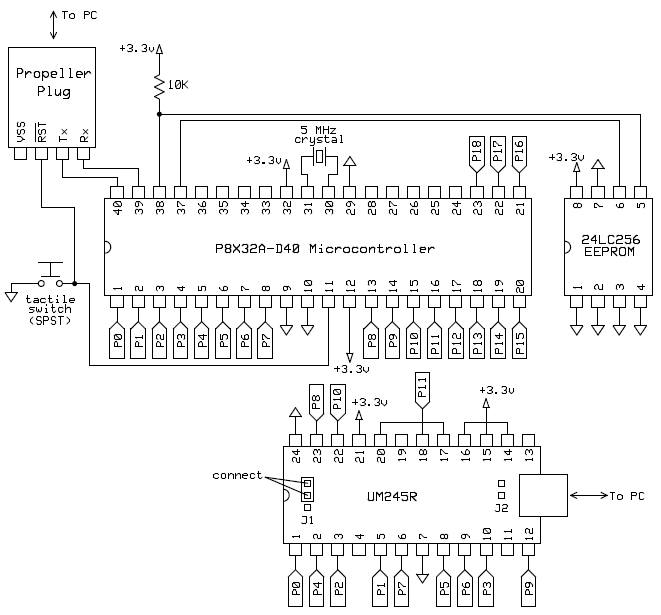 To PC
Propeller
Plug
VSS RST Tx Rx
+3.3v
10K
5 MHz
crystal
+3.3v
P18 P17 P16
+3.3v
40 39 38 37 36 35 34 33 32 31 30 29 28 27 26 25 24 23 22 21
8 7 6 5
P8X32A-D40 Microcontroller
24LC256
EEPROM
tactile
switch
(SPST)
1 2 3 4 5 6 7 8 9 10 11 12 13 14 15 16 17 18 19 20
1 2 3 4
P0 P1 P2 P3 P4 P5 P6 P7 P8 P9 P10 P11 P12 P13 P14 P15
+3.3v
P8 P10 +3.3v P11 +3.3v
24 23 22 21 20 19 18 17 16 15 14 13
connect
UM245R
J1
J2
To PC
1 2 3 4 5 6 7 8 9 10 11 12
P0 P4 P2 P1 P7 P5 P6 P3 P9